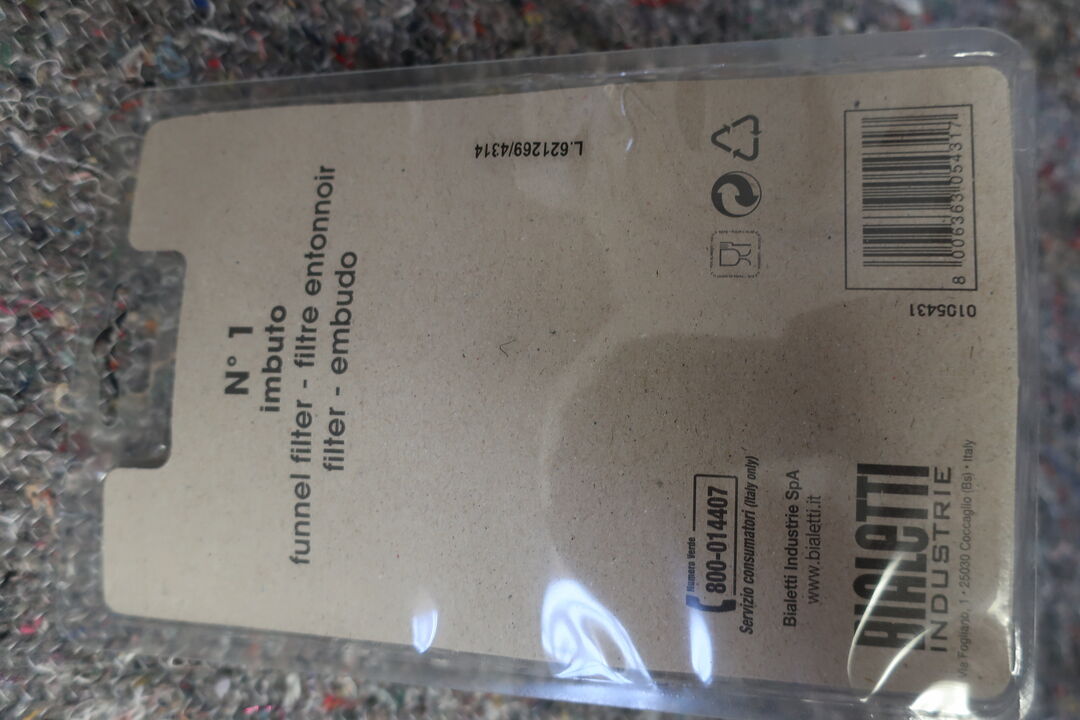 N° 1
imbuto
funnel filter - filtre entonnoir
filter - embudo
L.621269/4314
Numero Verde
800-014407
Servizio consumatori (Italy only)
Bialetti Industrie SpA
www.bialetti.it
BIALETTI
INDUSTRIE
Via Fogliano, 1 • 25030 Coccaglio (Bs) • Italy
0105431
8 006363 054317